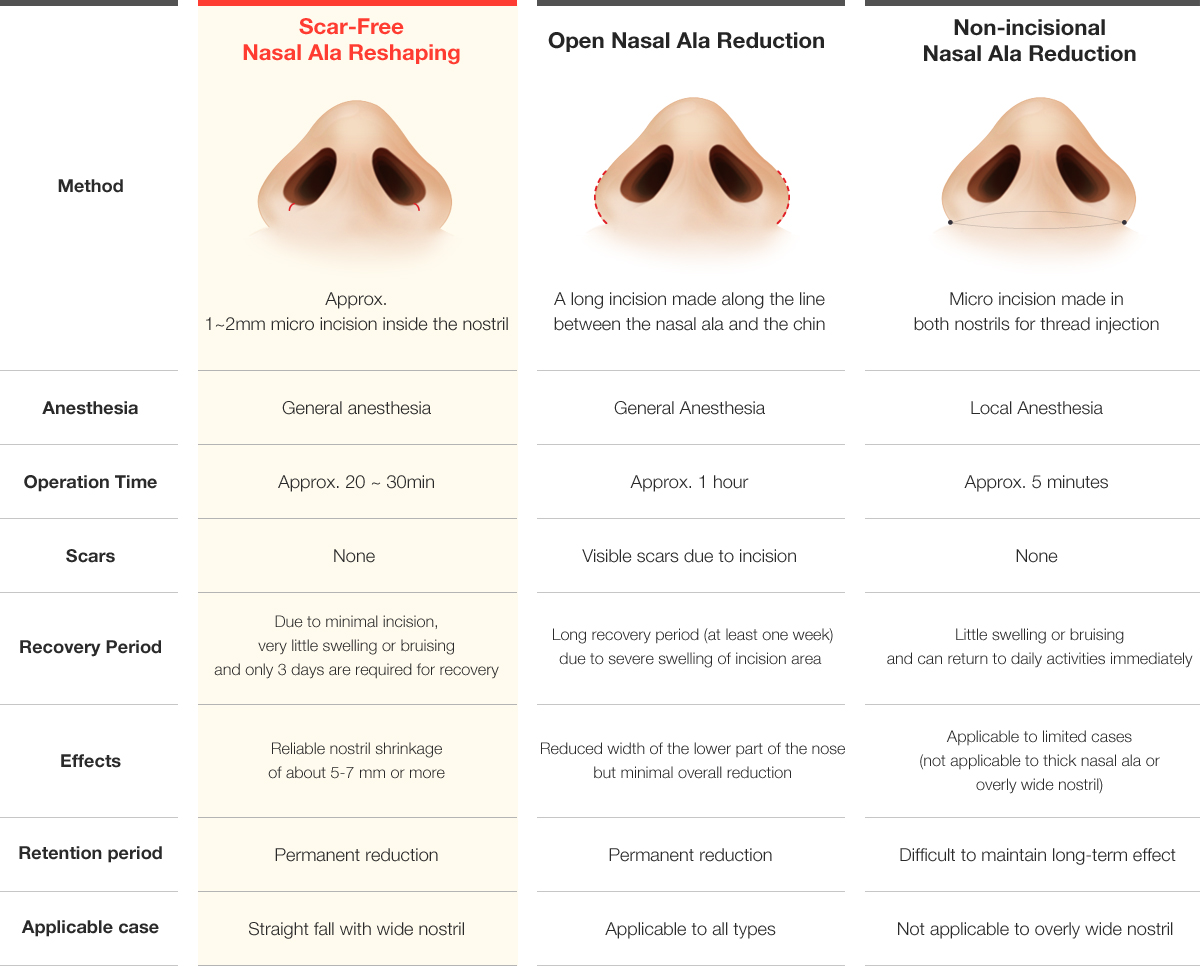 Scar-Free
Nasal Ala Reshaping
Open Nasal Ala Reduction
Non-incisional
Nasal Ala Reduction
Method
Approx.
1~2mm micro incision inside the nostril
A long incision made along the line
between the nasal ala and the chin
Micro incision made in
both nostrils for thread injection
Anesthesia
General anesthesia
General Anesthesia
Local Anesthesia
Operation Time
Approx. 20 ~ 30min
Approx. 1 hour
Approx. 5 minutes
Scars
None
Visible scars due to incision
None
Recovery Period
Due to minimal incision,
very little swelling or bruising
and only 3 days are required for recovery
Long recovery period (at least one week)
due to severe swelling of incision area
Little swelling or bruising
and can return to daily activities immediately
Effects
Reliable nostril shrinkage
of about 5-7 mm or more
Reduced width of the lower part of the nose
but minimal overall reduction
Applicable to limited cases
(not applicable to thick nasal ala or
overly wide nostril)
Retention period
Permanent reduction
Permanent reduction
Difficult to maintain long-term effect
Applicable case
Straight fall with wide nostril
Applicable to all types
Not applicable to overly wide nostril